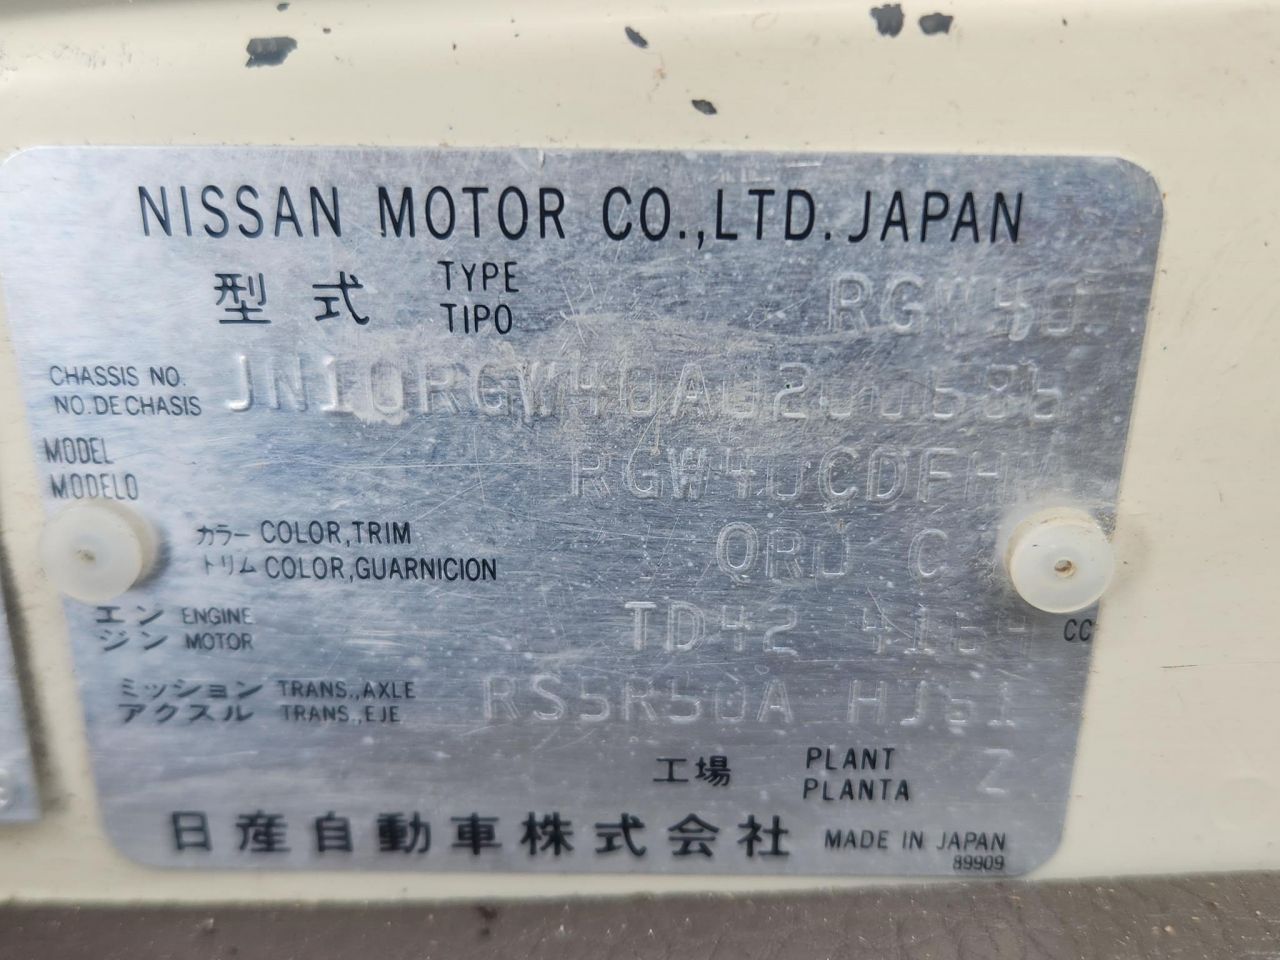 NISSAN MOTOR CO.,LTD. JAPAN
型式 TYPE
TIPO
CHASSIS NO.
NO. DE CHASIS
MODEL
MODELO
カラー COLOR,TRIM
トリム COLOR,GUARNICION
エン ENGINE TD42
ジン MOTOR CC
ミッション TRANS.,AXLE RS5R50A
アクスル TRANS.,EJE
工場 PLANT Z
PLANTA
日産自動車株式会社 MADE IN JAPAN
89909